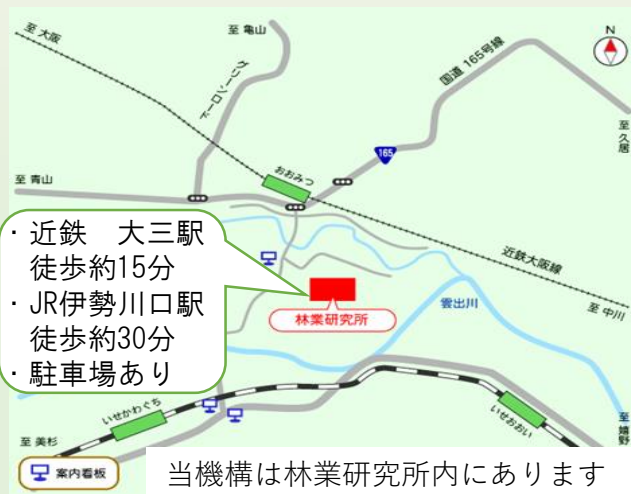 至 大阪
至 亀山
N
グリーンロード
国道 165号線
至 久居
165
至 青山
おおみつ
・近鉄　大三駅
徒歩約15分
・JR伊勢川口駅
徒歩約30分
・駐車場あり
近鉄大阪線
林業研究所
雲出川
至 中川
いせかわぐち
いせおおい
至 嬉野
至 美杉
案内看板
当機構は林業研究所内にあります